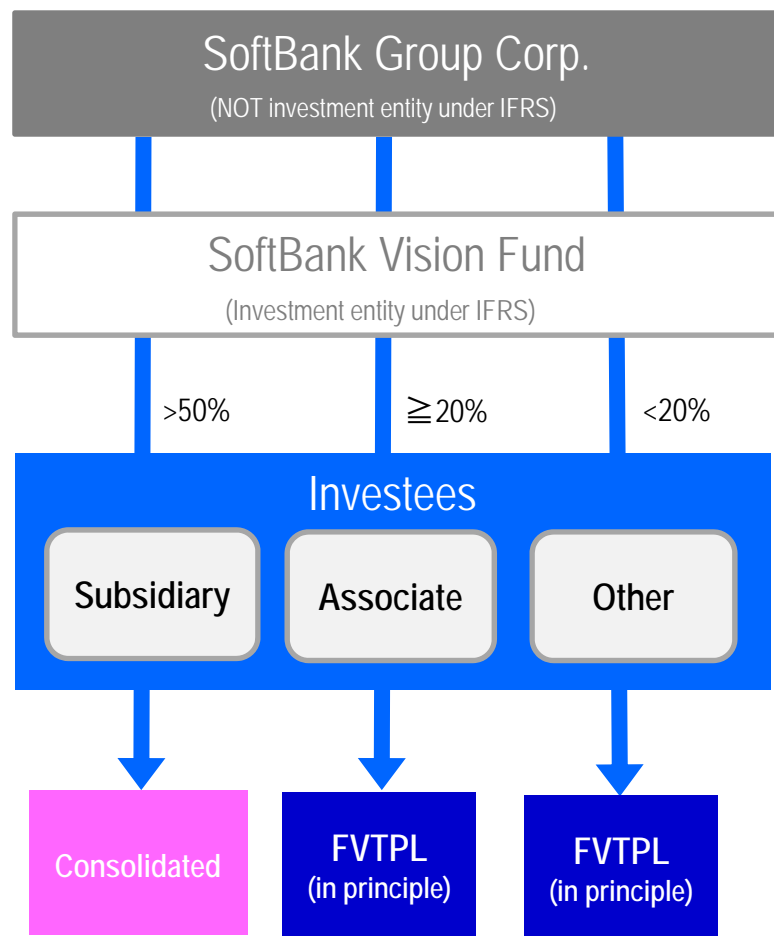 SoftBank Group Corp.
(NOT investment entity under IFRS)
SoftBank Vision Fund
(Investment entity under IFRS)
>50%
≧20%
<20%
Investees
Subsidiary
Associate
Other
Consolidated
FVTPL
(in principle)
FVTPL
(in principle)